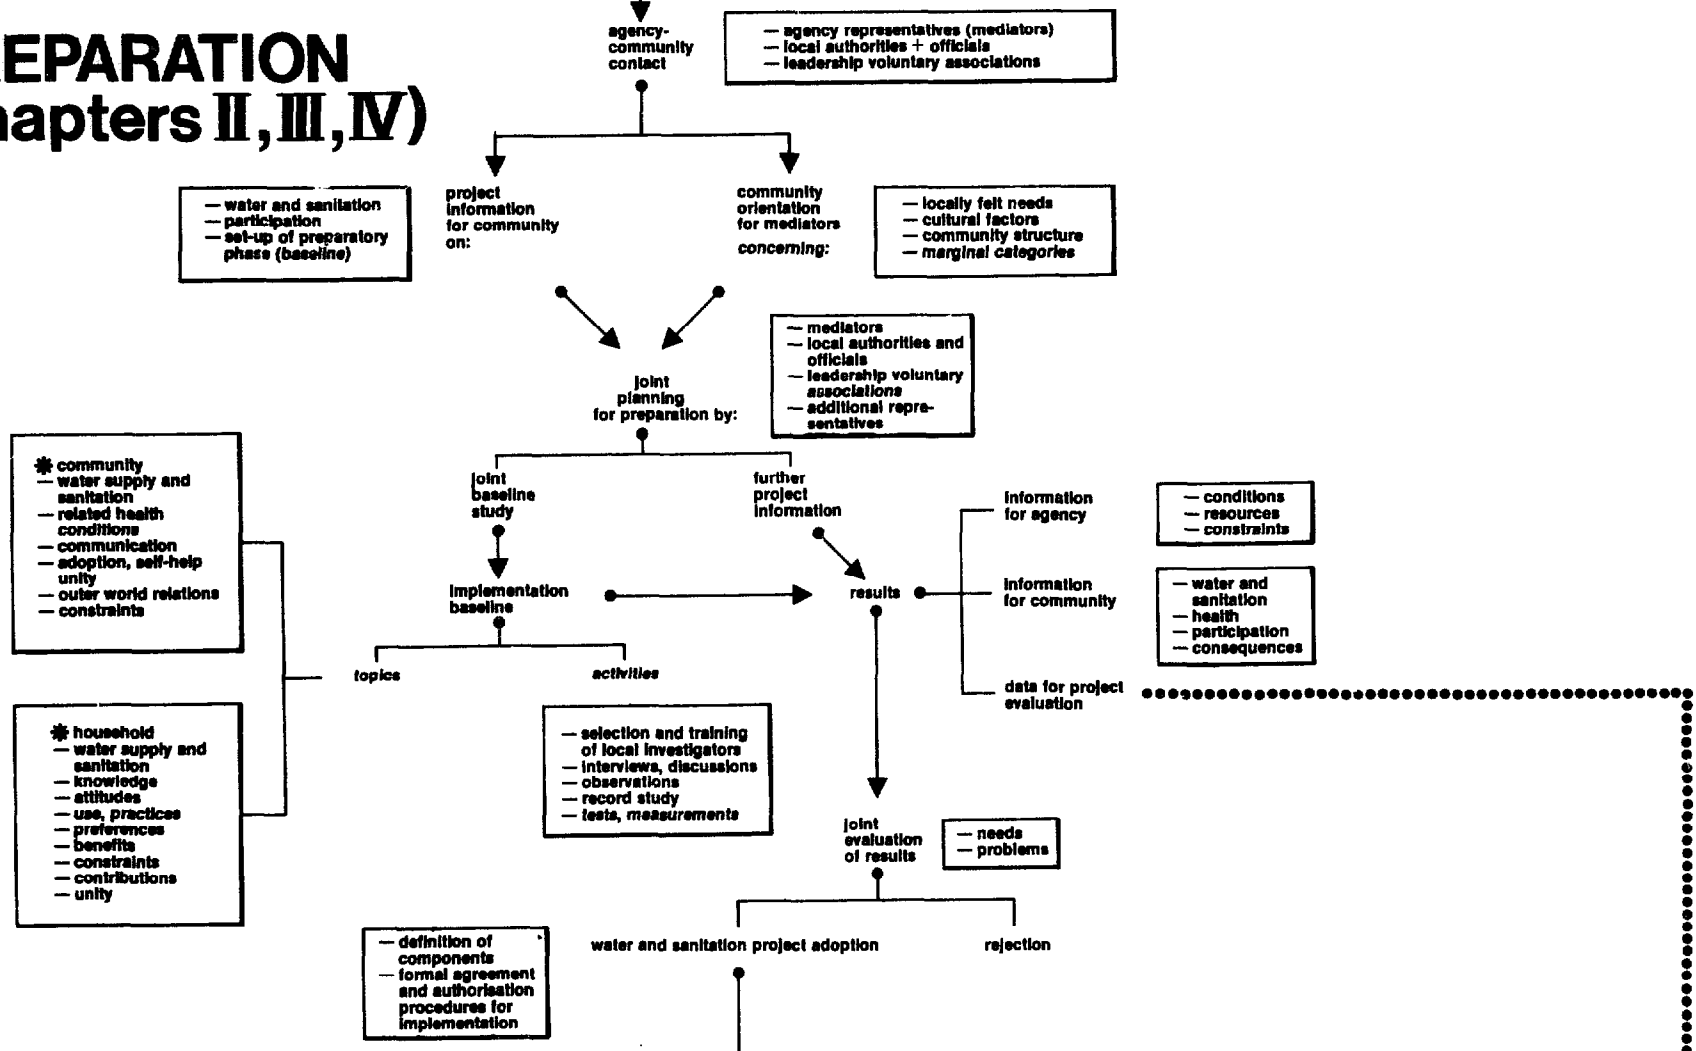 EPARATION
hapters II, III, IV)
agency-
community
contact
— agency representatives (mediators)
— local authorities + officials
— leadership voluntary associations
— water and sanitation
— participation
— set-up of preparatory
phase (baseline)
project
information
for community
on:
community
orientation
for mediators
concerning:
— locally felt needs
— cultural factors
— community structure
— marginal categories
— mediators
— local authorities and
officials
— leadership voluntary
associations
— additional repre-
sentatives
joint
planning
for preparation by:
✱ community
— water supply and
sanitation
— related health
conditions
— communication
— adoption, self-help
unity
— outer world relations
— constraints
joint
baseline
study
further
project
information
information
for agency
— conditions
— resources
— constraints
implementation
baseline
results
information
for community
— water and
sanitation
— health
— participation
— consequences
topics
activities
data for project
evaluation
✱ household
— water supply and
sanitation
— knowledge
— attitudes
— use, practices
— preferences
— benefits
— constraints
— contributions
— unity
— selection and training
of local investigators
— interviews, discussions
— observations
— record study
— tests, measurements
joint
evaluation
of results
— needs
— problems
— definition of
components
— formal agreement
and authorisation
procedures for
implementation
water and sanitation project adoption
rejection